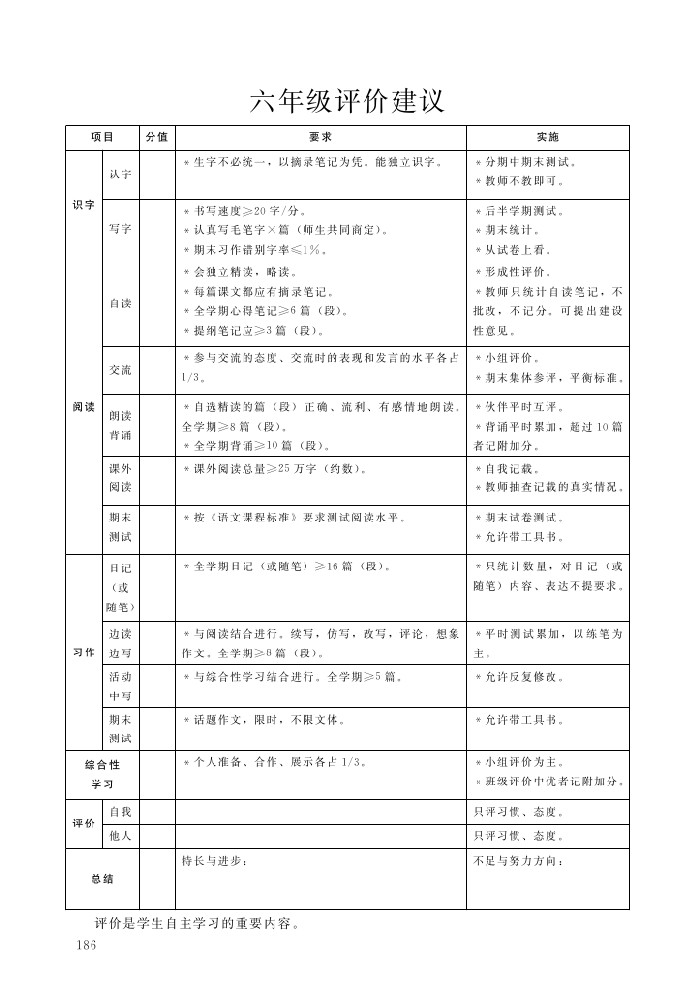 六年级评价建议
项目 分值 要求 实施
识字 认字 *生字不必统一，以摘录笔记为凭。能独立识字。 *分期中期末测试。
*教师不教即可。
写字 *书写速度≥20字/分。 *后半学期测试。
*认真写毛笔字×篇（师生共同商定）。 *期末统计。
*期末习作错别字率≤1%。 *从试卷上看。
阅读 自读 *会独立精读，略读。 *形成性评价。
*每篇课文都应有摘录笔记。 *教师只统计自读笔记，不
*全学期心得笔记≥6篇（段）。 批改，不记分。可提出建设
*提纲笔记应≥3篇（段）。 性意见。
交流 *参与交流的态度、交流时的表现和发言的水平各占 *小组评价。
1/3。 *期末集体参评，平衡标准。
朗读 *自选精读的篇（段）正确、流利、有感情地朗读。 *伙伴平时互评。
背诵 全学期≥8篇（段）。 *背诵平时累加，超过10篇
*全学期背诵≥10篇（段）。 者记附加分。
课外 *课外阅读总量≥25万字（约数）。 *自我记载。
阅读 *教师抽查记载的真实情况。
期末 *按《语文课程标准》要求测试阅读水平。 *期末试卷测试。
测试 *允许带工具书。
习作 日记 *全学期日记（或随笔）≥16篇（段）。 *只统计数量，对日记（或
（或 随笔）内容、表达不提要求。
随笔）
边读 *与阅读结合进行。续写，仿写，改写，评论，想象 *平时测试累加，以练笔为
边写 作文。全学期≥8篇（段）。 主。
活动 *与综合性学习结合进行。全学期≥5篇。 *允许反复修改。
中写
期末 *话题作文，限时，不限文体。 *允许带工具书。
测试
综合性 *个人准备、合作、展示各占1/3。 *小组评价为主。
学习 *班级评价中优者记附加分。
评价 自我 只评习惯、态度。
他人 只评习惯、态度。
总结 特长与进步： 不足与努力方向：
评价是学生自主学习的重要内容。
186